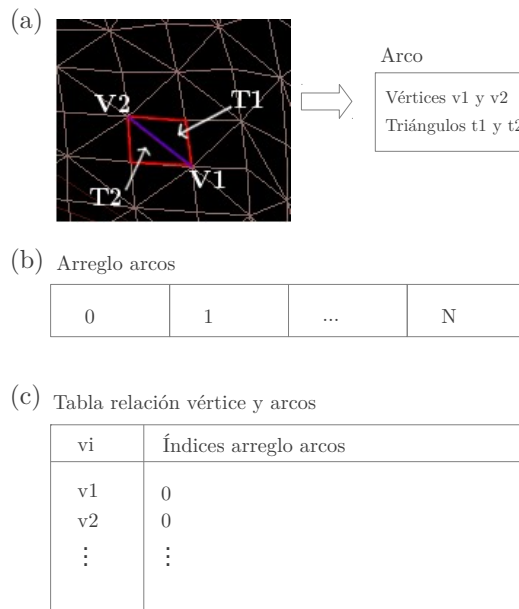 (a)
V2
T1
T2
V1
Arco
Vértices v1 y v2
Triángulos t1 y t2
(b) Arreglo arcos
0 1 ... N
(c) Tabla relación vértice y arcos
vi Índices arreglo arcos
v1 0
v2 0
⋮ ⋮